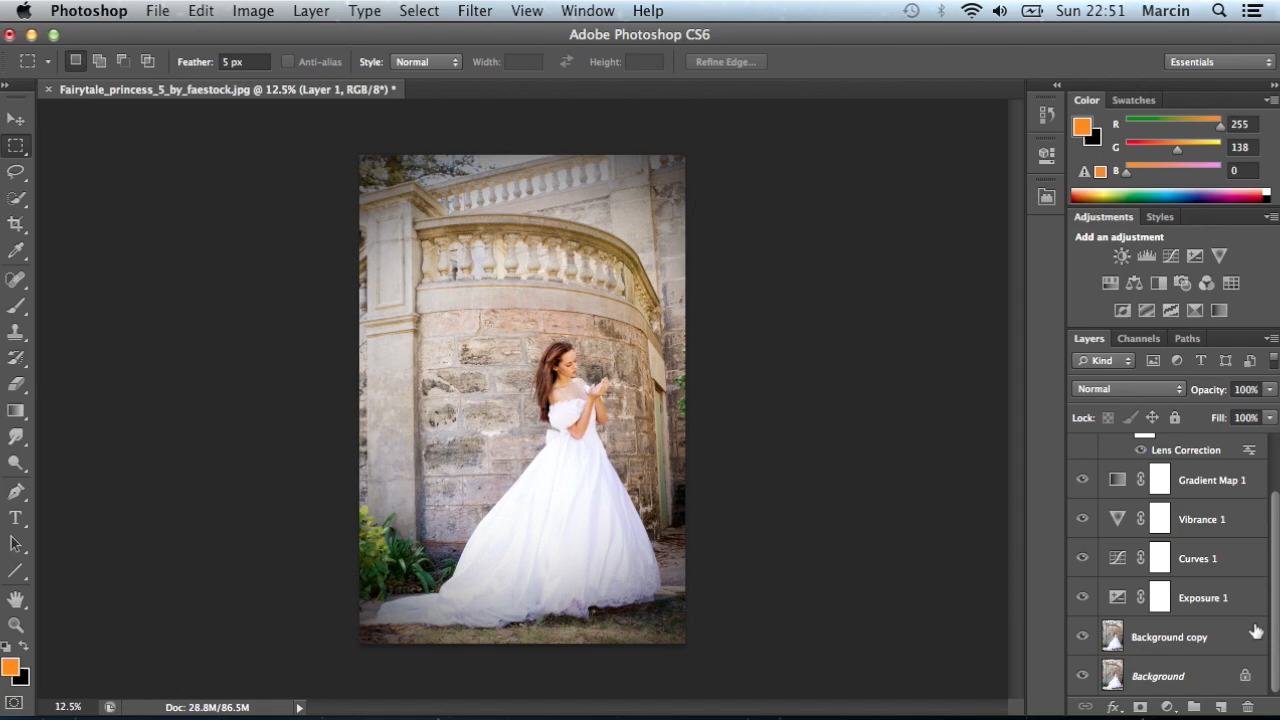 Photoshop File Edit Image Layer Type Select Filter View Window Help Sun 22:51 Marcin
Adobe Photoshop CS6
Feather: 5 px Anti-alias Style: Normal Width: Height: Refine Edge... Essentials
× Fairytale_princess_5_by_faestock.jpg @ 12.5% (Layer 1, RGB/8*) *
Color Swatches
R 255
G 138
B 0
Adjustments Styles
Add an adjustment
Layers Channels Paths
Kind
Normal Opacity: 100%
Lock: Fill: 100%
Lens Correction
Gradient Map 1
Vibrance 1
Curves 1
Exposure 1
Background copy
Background
12.5% Doc: 28.8M/86.5M